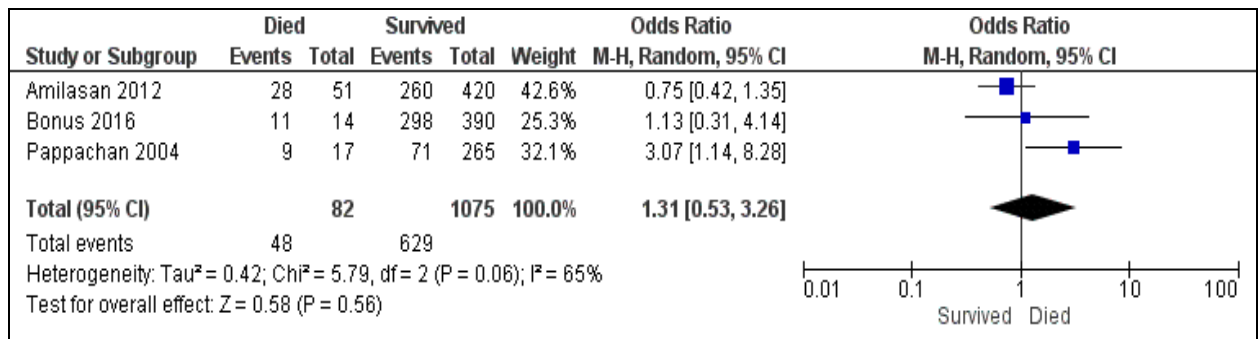 Died Survived Odds Ratio Odds Ratio
Study or Subgroup Events Total Events Total Weight M-H, Random, 95% CI M-H, Random, 95% CI
Amilasan 2012 28 51 260 420 42.6% 0.75 [0.42, 1.35]
Bonus 2016 11 14 298 390 25.3% 1.13 [0.31, 4.14]
Pappachan 2004 9 17 71 265 32.1% 3.07 [1.14, 8.28]
Total (95% CI) 82 1075 100.0% 1.31 [0.53, 3.26]
Total events 48 629
Heterogeneity: Tau² = 0.42; Chi² = 5.79, df = 2 (P = 0.06); I² = 65%
Test for overall effect: Z = 0.58 (P = 0.56)
0.01 0.1 1 10 100
Survived Died